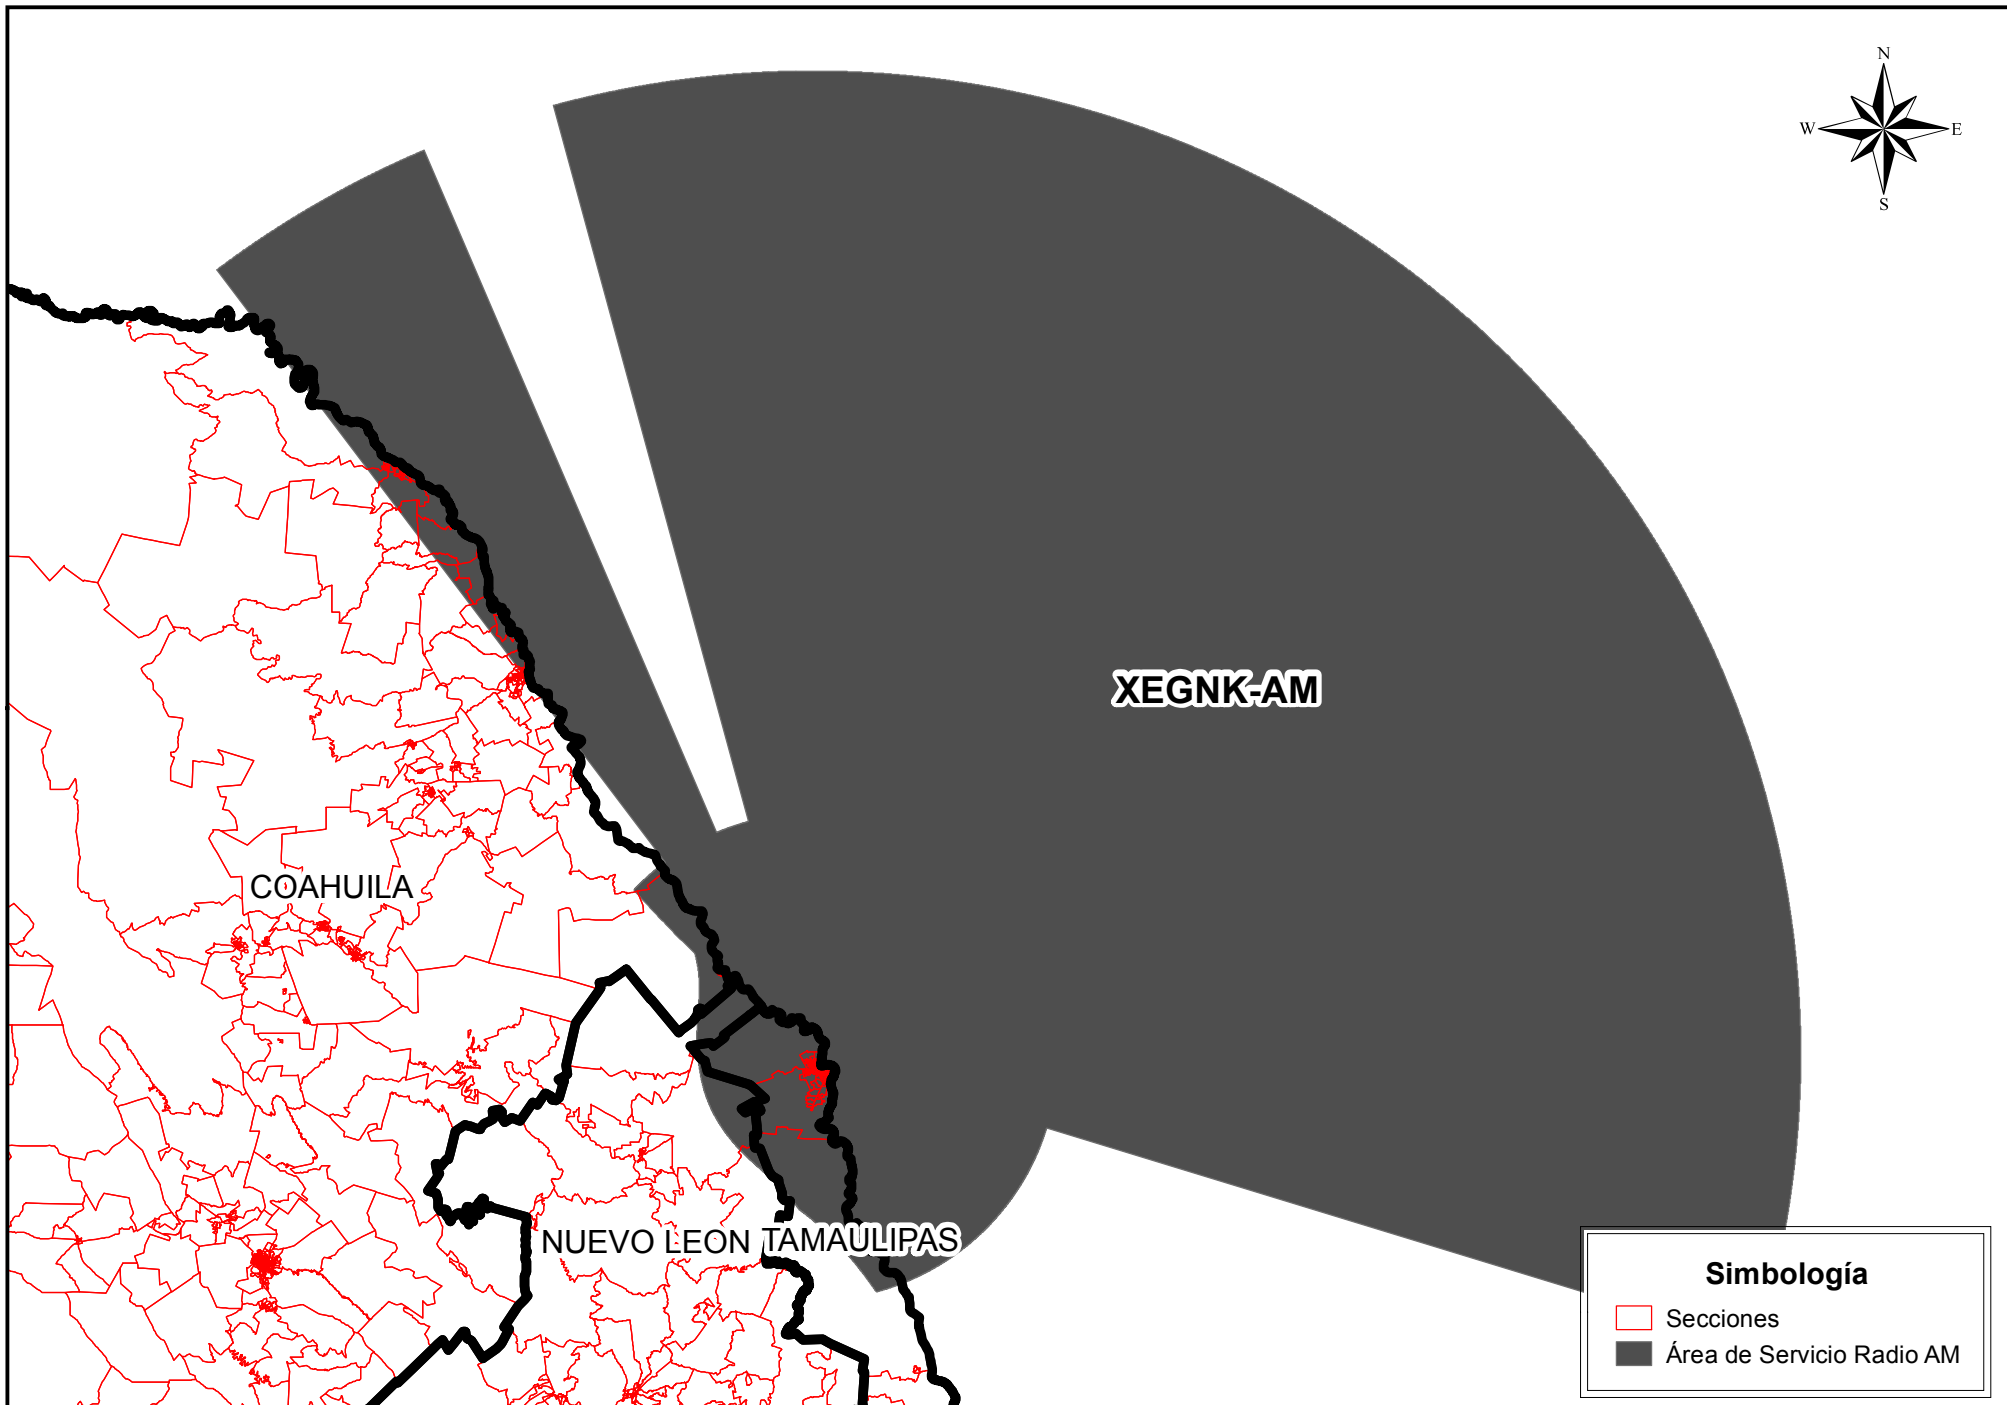 N
W E
S
XEGNK-AM
COAHUILA
NUEVO LEON TAMAULIPAS
Simbología
Secciones
Área de Servicio Radio AM